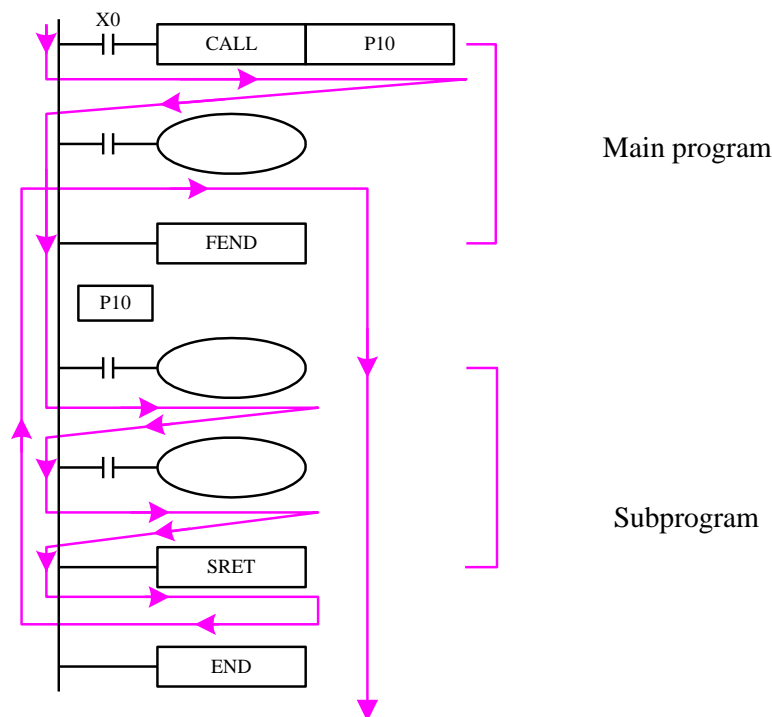 X0
CALL P10
Main program
FEND
P10
Subprogram
SRET
END